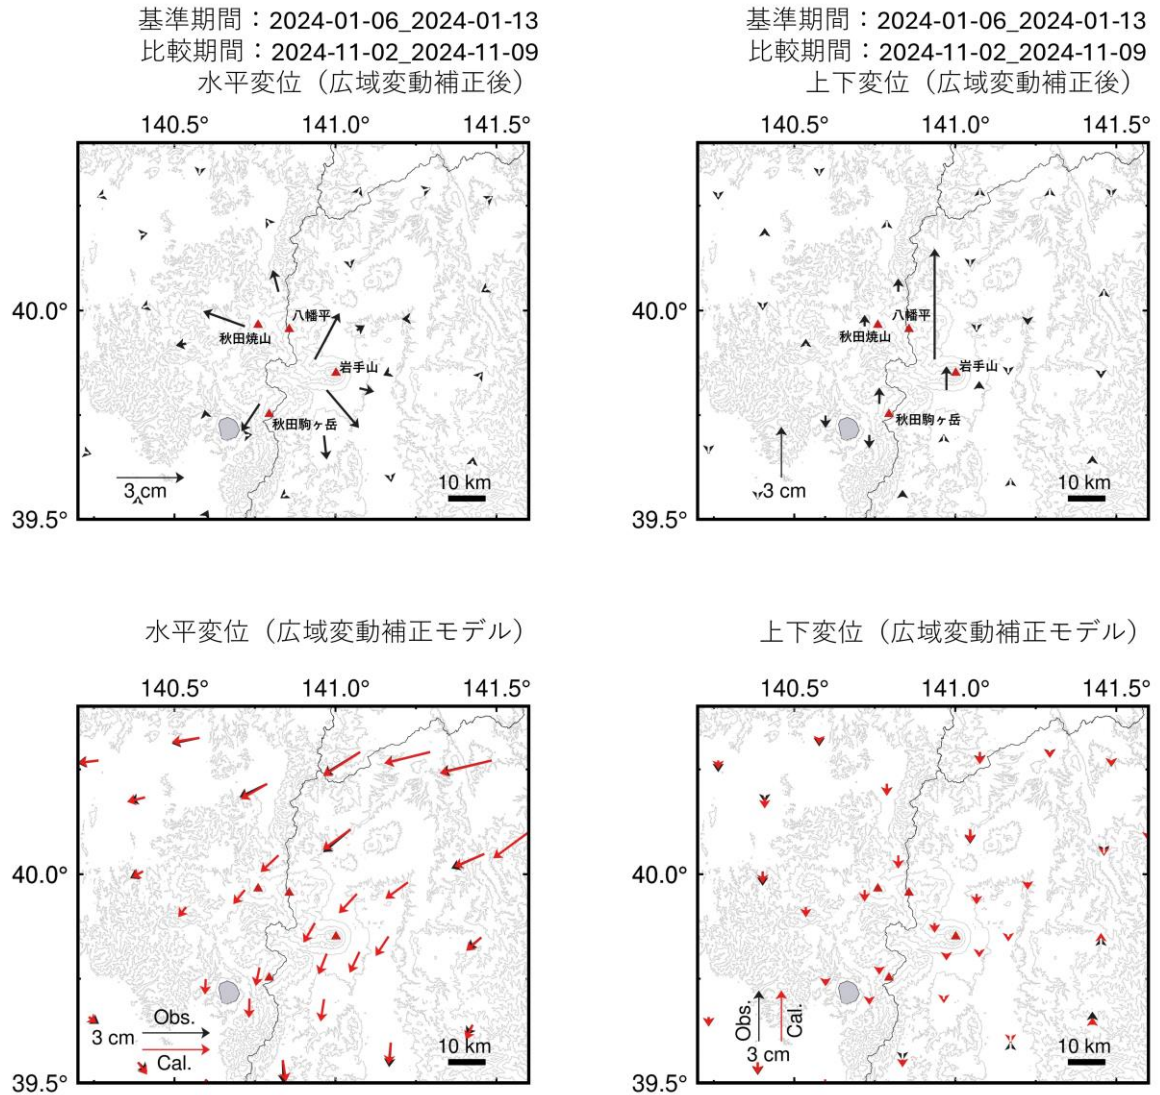 基準期間：2024-01-06_2024-01-13
比較期間：2024-11-02_2024-11-09
水平変位（広域変動補正後）
140.5° 141.0° 141.5°
40.0°
39.5°
八幡平
秋田焼山
岩手山
秋田駒ヶ岳
3 cm
10 km
基準期間：2024-01-06_2024-01-13
比較期間：2024-11-02_2024-11-09
上下変位（広域変動補正後）
140.5° 141.0° 141.5°
40.0°
39.5°
八幡平
秋田焼山
岩手山
秋田駒ヶ岳
3 cm
10 km
水平変位（広域変動補正モデル）
140.5° 141.0° 141.5°
40.0°
39.5°
Obs.
3 cm
Cal.
10 km
上下変位（広域変動補正モデル）
140.5° 141.0° 141.5°
40.0°
39.5°
Obs.
Cal.
3 cm
10 km